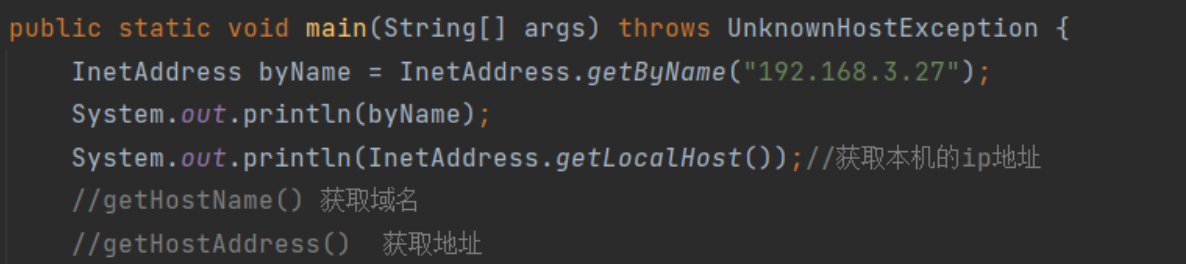 public static void main(String[] args) throws UnknownHostException {
InetAddress byName = InetAddress.getByName("192.168.3.27");
System.out.println(byName);
System.out.println(InetAddress.getLocalHost());//获取本机的ip地址
//getHostName() 获取域名
//getHostAddress()  获取地址